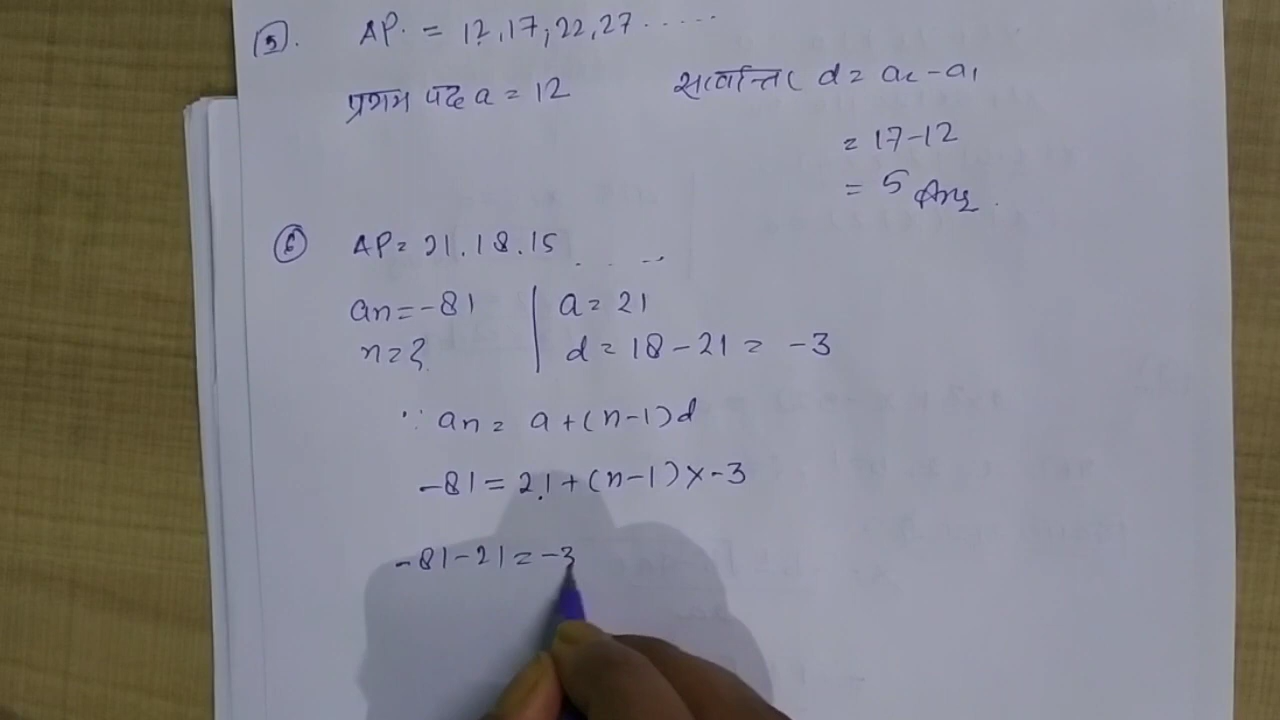 (5). AP. = 12, 17, 22, 27 ......
प्रथम पद a = 12 d = a₂ - a₁
= 17-12
= 5 Ans.
(6) AP = 21. 18. 15 . . . .
an = -81 | a = 21
n = ? | d = 18 - 21 = -3
∵ an = a + (n-1) d
-81 = 21 + (n-1) × -3
-81 - 21 = -3